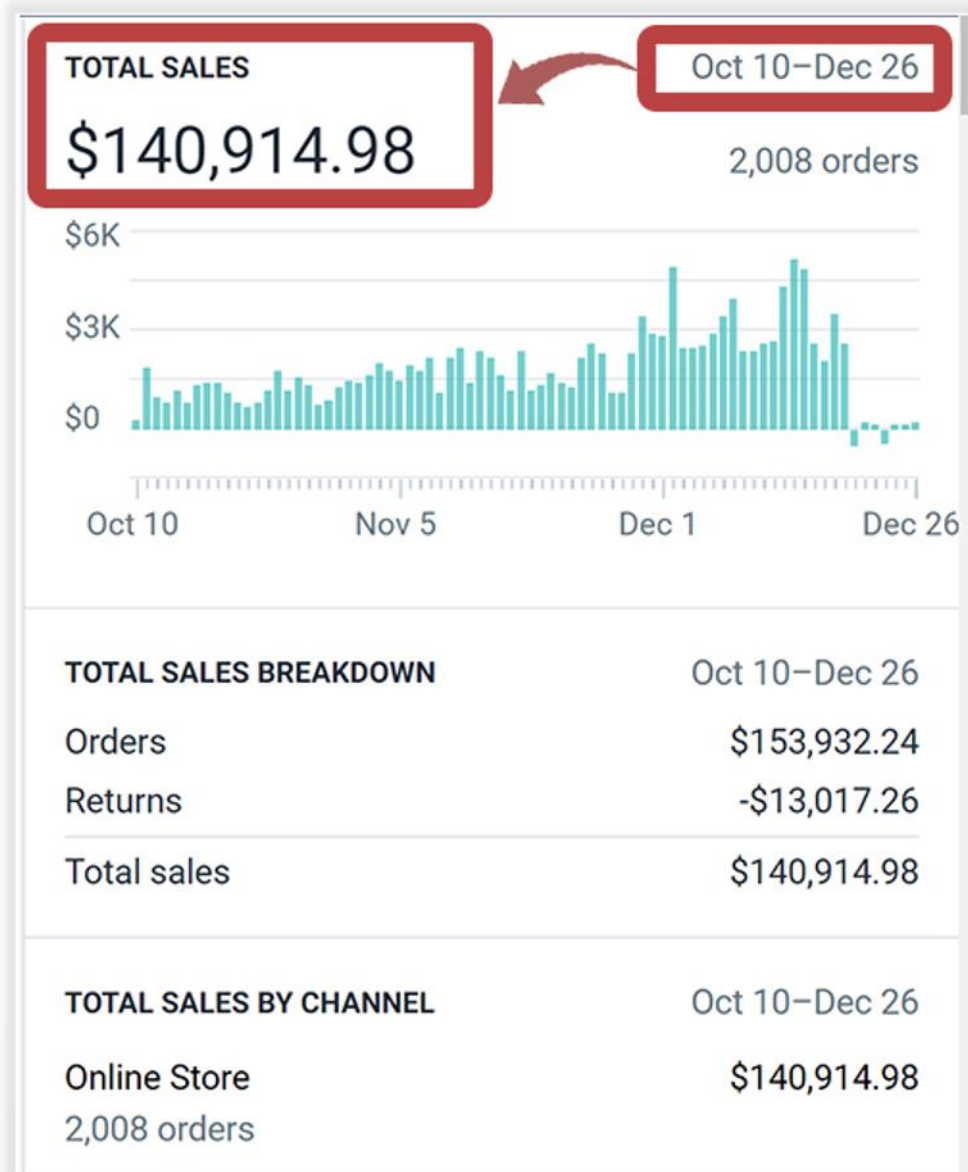 TOTAL SALES Oct 10–Dec 26
$140,914.98 2,008 orders
$6K
$3K
$0
Oct 10 Nov 5 Dec 1 Dec 26
TOTAL SALES BREAKDOWN Oct 10–Dec 26
Orders $153,932.24
Returns -$13,017.26
Total sales $140,914.98
TOTAL SALES BY CHANNEL Oct 10–Dec 26
Online Store $140,914.98
2,008 orders